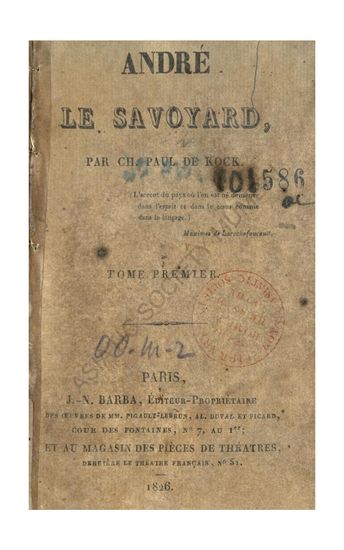 ANDRÉ
LE SAVOYARD,
PAR CH. PAUL DE KOCK.
101586
(L'accent du pays où l'on est né demeure
dans l'esprit et dans le cœur comme
dans le langage.)
Maximes de Larochefoucault.
TOME PREMIER.
00-m-2
PARIS,
J.-N. BARBA, ÉDITEUR-PROPRIÉTAIRE
DES ŒUVRES DE MM. PIGAULT-LEBRUN, AL. DUVAL ET PICARD,
COUR DES FONTAINES, N° 7, AU 1er;
ET AU MAGASIN DES PIÈCES DE THÉATRES,
DERRIÈRE LE THÉATRE FRANÇAIN, N° 51.
1826.